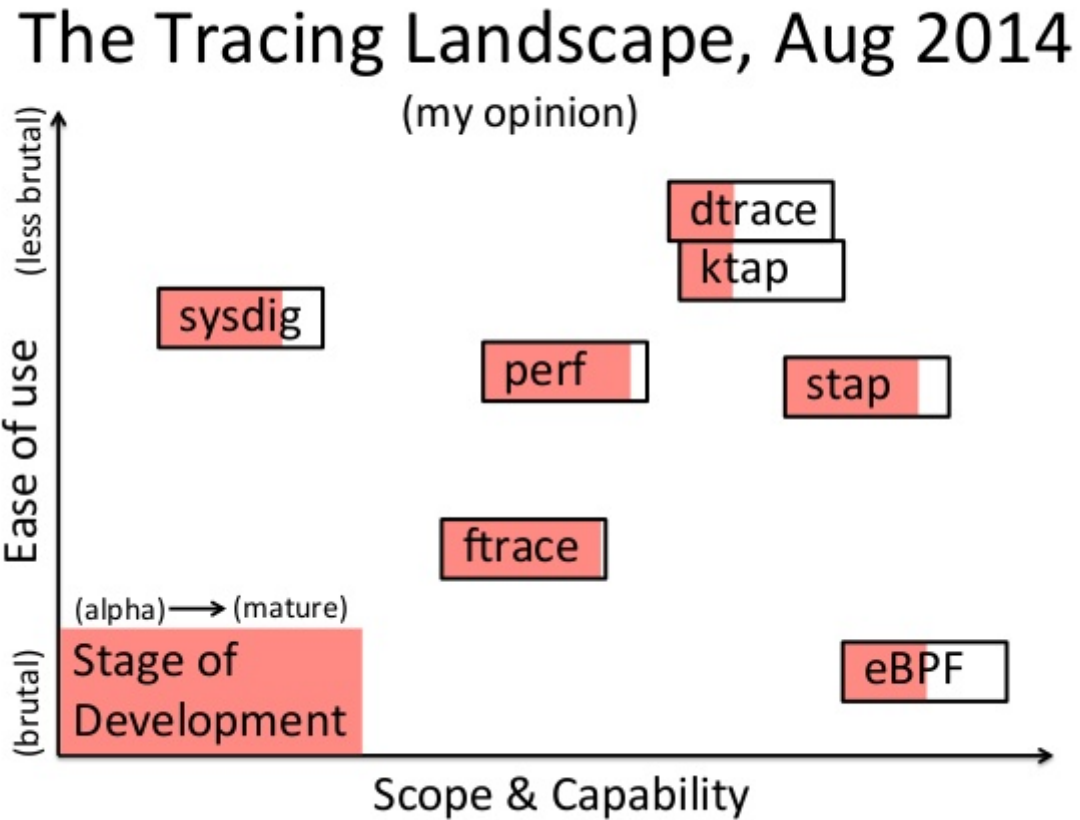 The Tracing Landscape, Aug 2014
(my opinion)
(less brutal)
dtrace
ktap
sysdig
perf
stap
Ease of use
ftrace
(alpha) → (mature)
Stage of
Development
eBPF
(brutal)
Scope & Capability